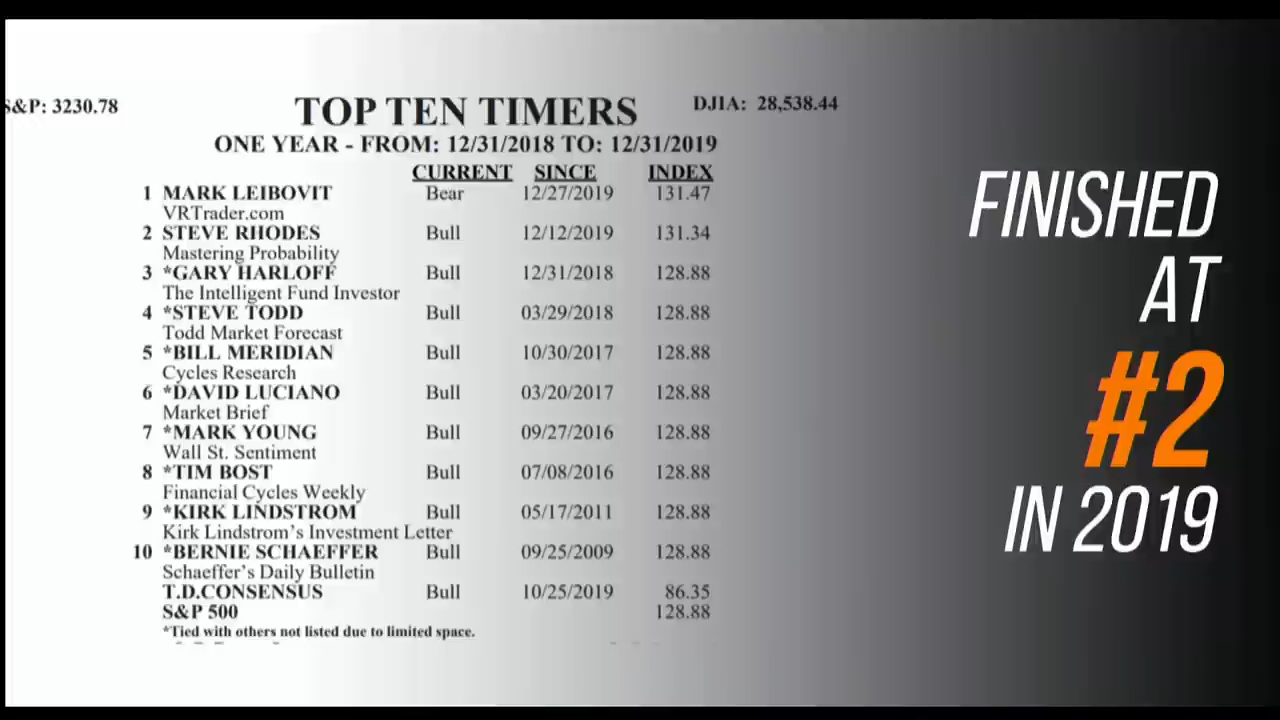 S&P: 3230.78
TOP TEN TIMERS
DJIA: 28,538.44
ONE YEAR - FROM: 12/31/2018 TO: 12/31/2019
CURRENT SINCE INDEX
1 MARK LEIBOVIT Bear 12/27/2019 131.47
VRTrader.com
2 STEVE RHODES Bull 12/12/2019 131.34
Mastering Probability
3 *GARY HARLOFF Bull 12/31/2018 128.88
The Intelligent Fund Investor
4 *STEVE TODD Bull 03/29/2018 128.88
Todd Market Forecast
5 *BILL MERIDIAN Bull 10/30/2017 128.88
Cycles Research
6 *DAVID LUCIANO Bull 03/20/2017 128.88
Market Brief
7 *MARK YOUNG Bull 09/27/2016 128.88
Wall St. Sentiment
8 *TIM BOST Bull 07/08/2016 128.88
Financial Cycles Weekly
9 *KIRK LINDSTROM Bull 05/17/2011 128.88
Kirk Lindstrom's Investment Letter
10 *BERNIE SCHAEFFER Bull 09/25/2009 128.88
Schaeffer's Daily Bulletin
T.D.CONSENSUS Bull 10/25/2019 86.35
S&P 500 128.88
*Tied with others not listed due to limited space.
FINISHED
AT
#2
IN 2019